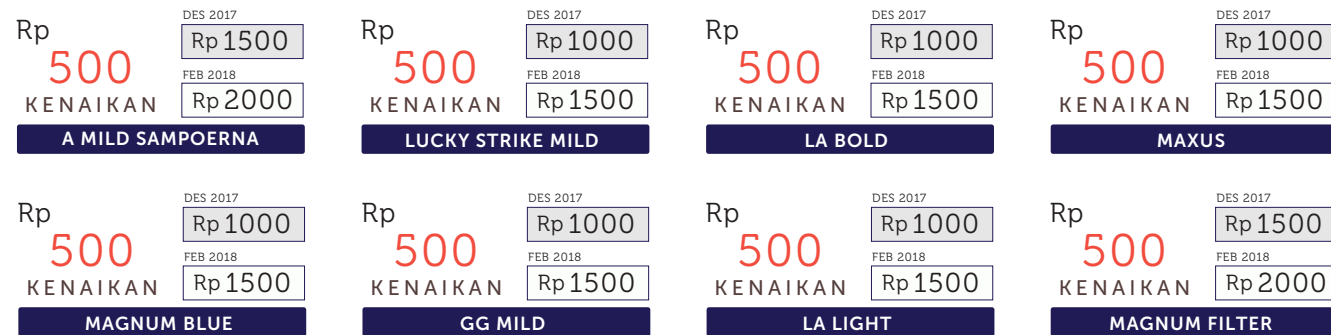 Rp
500
KENAIKAN
DES 2017
Rp 1500
FEB 2018
Rp 2000
A MILD SAMPOERNA
Rp
500
KENAIKAN
DES 2017
Rp 1000
FEB 2018
Rp 1500
LUCKY STRIKE MILD
Rp
500
KENAIKAN
DES 2017
Rp 1000
FEB 2018
Rp 1500
LA BOLD
Rp
500
KENAIKAN
DES 2017
Rp 1000
FEB 2018
Rp 1500
MAXUS
Rp
500
KENAIKAN
DES 2017
Rp 1000
FEB 2018
Rp 1500
MAGNUM BLUE
Rp
500
KENAIKAN
DES 2017
Rp 1000
FEB 2018
Rp 1500
GG MILD
Rp
500
KENAIKAN
DES 2017
Rp 1000
FEB 2018
Rp 1500
LA LIGHT
Rp
500
KENAIKAN
DES 2017
Rp 1500
FEB 2018
Rp 2000
MAGNUM FILTER